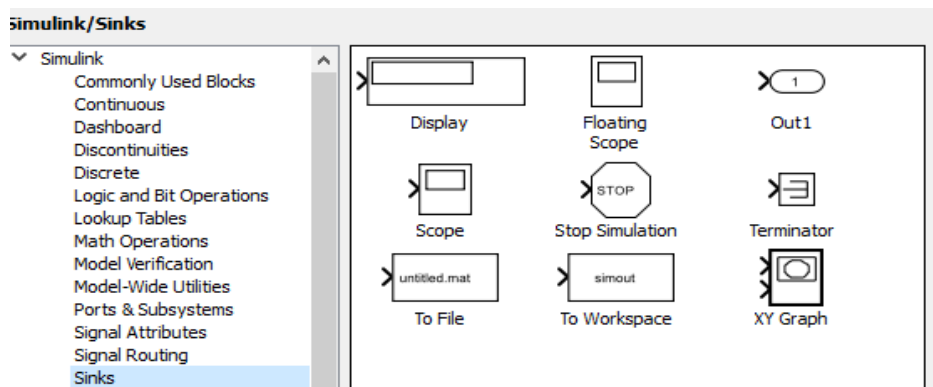 Simulink/Sinks
Simulink
Commonly Used Blocks
Continuous
Dashboard
Discontinuities
Discrete
Logic and Bit Operations
Lookup Tables
Math Operations
Model Verification
Model-Wide Utilities
Ports & Subsystems
Signal Attributes
Signal Routing
Sinks
Display
Floating
Scope
1
Out1
Scope
STOP
Stop Simulation
Terminator
untitled.mat
To File
simout
To Workspace
XY Graph